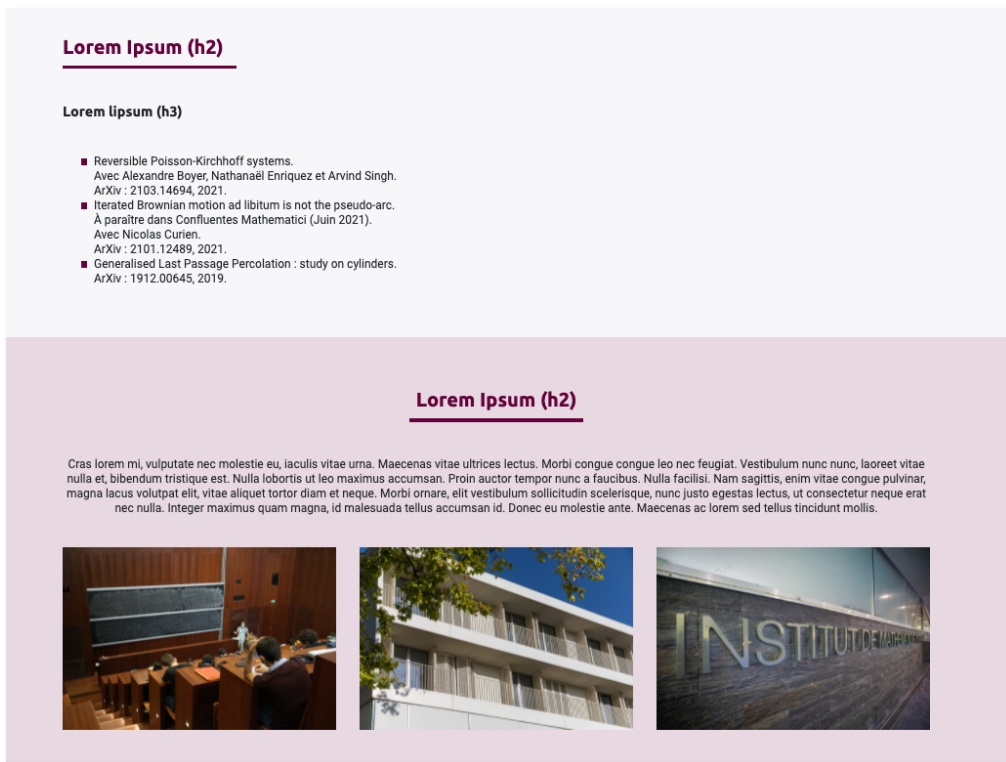 Lorem Ipsum (h2)
Lorem lipsum (h3)
Reversible Poisson-Kirchhoff systems.
Avec Alexandre Boyer, Nathanaël Enriquez et Arvind Singh.
ArXiv : 2103.14694, 2021.
Iterated Brownian motion ad libitum is not the pseudo-arc.
À paraître dans Confluentes Mathematici (Juin 2021).
Avec Nicolas Curien.
ArXiv : 2101.12489, 2021.
Generalised Last Passage Percolation : study on cylinders.
ArXiv : 1912.00645, 2019.
Lorem Ipsum (h2)
Cras lorem mi, vulputate nec molestie eu, iaculis vitae urna. Maecenas vitae ultrices lectus. Morbi congue congue leo nec feugiat. Vestibulum nunc nunc, laoreet vitae
nulla et, bibendum tristique est. Nulla lobortis ut leo maximus accumsan. Proin auctor tempor nunc a faucibus. Nulla facilisi. Nam sagittis, enim vitae congue pulvinar,
magna lacus volutpat elit, vitae aliquet tortor diam et neque. Morbi ornare, elit vestibulum sollicitudin scelerisque, nunc justo egestas lectus, ut consectetur neque erat
nec nulla. Integer maximus quam magna, id malesuada tellus accumsan id. Donec eu molestie ante. Maecenas ac lorem sed tellus tincidunt mollis.
INSTITUT DE